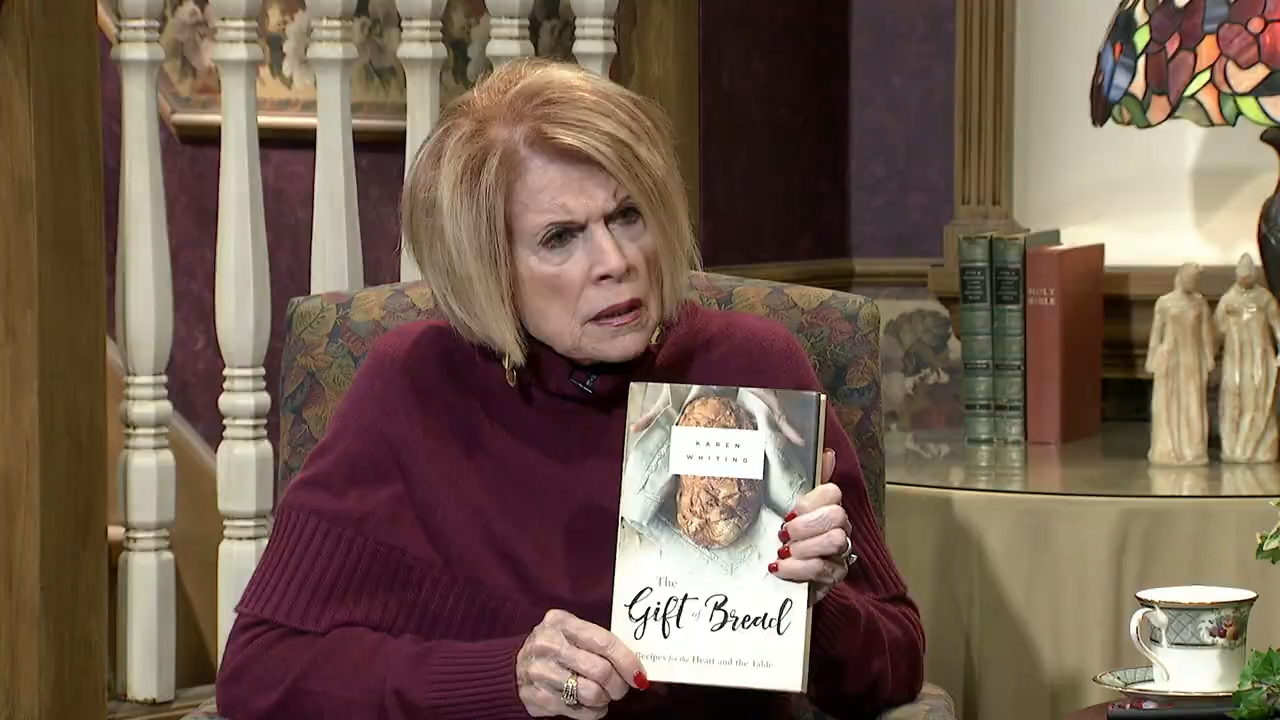 KAREN
WHITING
The
Gift of Bread
Recipes for the Heart and the Table
HOLY
BIBLE